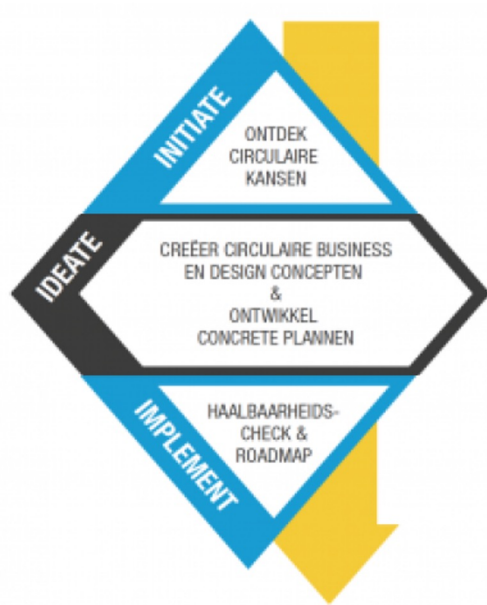 INITIATE
ONTDEK
CIRCULAIRE
KANSEN
IDEATE
CREËER CIRCULAIRE BUSINESS
EN DESIGN CONCEPTEN
&
ONTWIKKEL
CONCRETE PLANNEN
IMPLEMENT
HAALBAARHEIDS-
CHECK &
ROADMAP